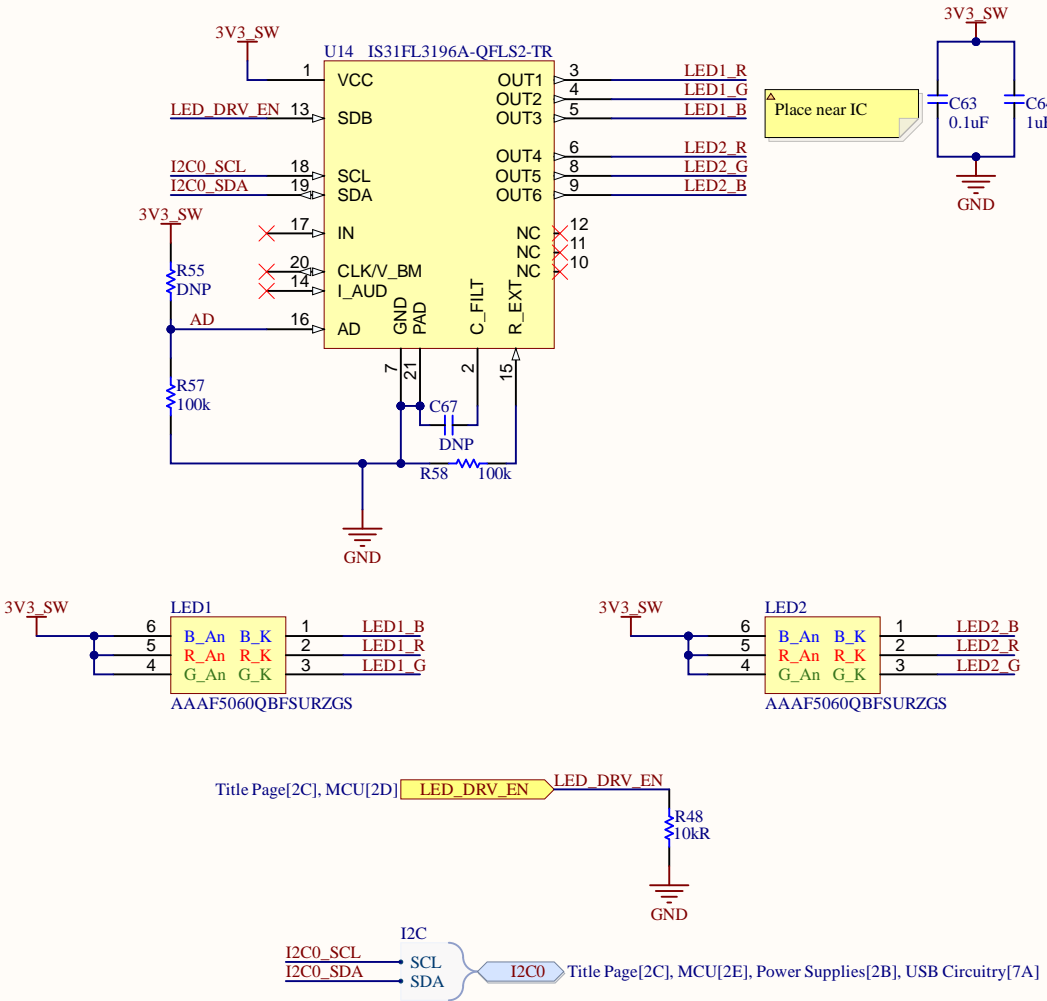 3V3_SW
U14 IS31FL3196A-QFLS2-TR
1 VCC
LED_DRV_EN 13 SDB
I2C0_SCL 18 SCL
I2C0_SDA 19 SDA
17 IN
20 CLK/V_BM
14 I_AUD
AD 16 AD
OUT1 3 LED1_R
OUT2 4 LED1_G
OUT3 5 LED1_B
OUT4 6 LED2_R
OUT5 8 LED2_G
OUT6 9 LED2_B
NC 12
NC 11
NC 10
GND
PAD
C_FILT
R_EXT
7
21
2
15
3V3_SW
R55
DNP
R57
100k
C67
DNP
R58 100k
GND
Place near IC
3V3_SW
C63
0.1uF
GND
3V3_SW
LED1
6 B_An B_K 1 LED1_B
5 R_An R_K 2 LED1_R
4 G_An G_K 3 LED1_G
AAAF5060QBFSURZGS
3V3_SW
LED2
6 B_An B_K 1 LED2_B
5 R_An R_K 2 LED2_R
4 G_An G_K 3 LED2_G
AAAF5060QBFSURZGS
Title Page[2C], MCU[2D] LED_DRV_EN LED_DRV_EN
R48
10kR
GND
I2C
I2C0_SCL SCL
I2C0_SDA SDA
I2C0 Title Page[2C], MCU[2E], Power Supplies[2B], USB Circuitry[7A]